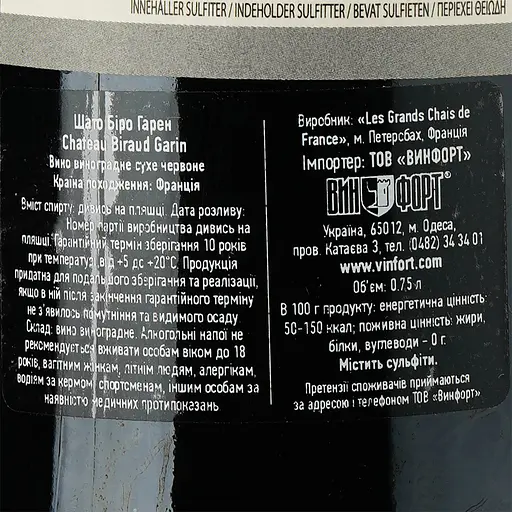 INNEHÅLLER SULFITER / INDEHOLDER SULFITTER / BEVAT SULFIETEN / ΠΕΡΙΕΧΕΙ ΘΕΙΩΔΗ
Шато Біро Гарен
Chateau Biraud Garin
Вино виноградне сухе червоне
Країна походження: Франція
Вміст спирту: дивись на пляшці. Дата розливу:
Номер партії виробництва дивись на
пляшці. Гарантійний термін зберігання 10 років
при температурі від +5 до +20°C. Продукція
придатна для подальшого зберігання та реалізації,
якщо в ній після закінчення гарантійного терміну
не з'явилось помутніння та видимого осаду.
Склад: вино виноградне. Алкогольні напої не
рекомендується вживати особам віком до 18
років, вагітним жінкам, літнім людям, алергікам,
водіям за кермом, спортсменам, іншим особам за
наявністю медичних протипоказань
Виробник: «Les Grands Chais de
France», м. Петерсбах, Франція
Імпортер: ТОВ «ВИНФОРТ»
ВИН ФОРТ®
Україна, 65012, м. Одеса,
пров. Катаєва 3, тел. (0482) 34 34 01
www.vinfort.com
Об'єм: 0.75 л
В 100 г продукту: енергетична цінність
50-150 ккал; поживна цінність: жири,
білки, вуглеводи – 0 г.
Містить сульфіти.
Претензії споживачів приймаються
за адресою і телефоном ТОВ «Винфорт»